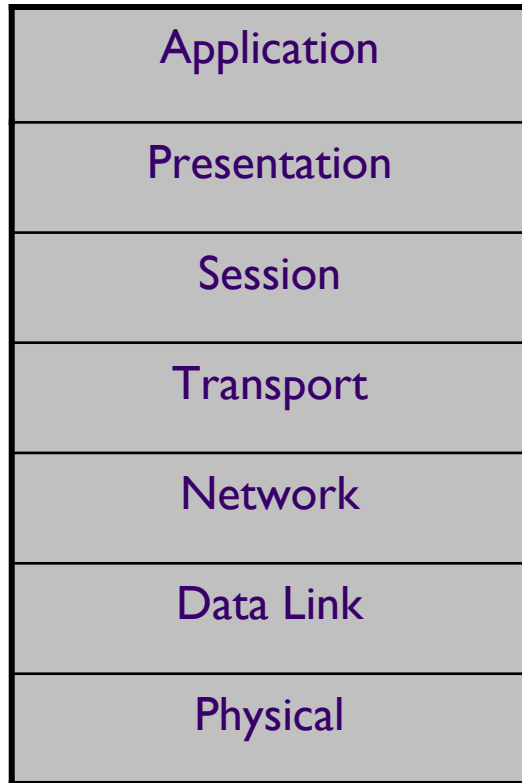 Application
Presentation
Session
Transport
Network
Data Link
Physical